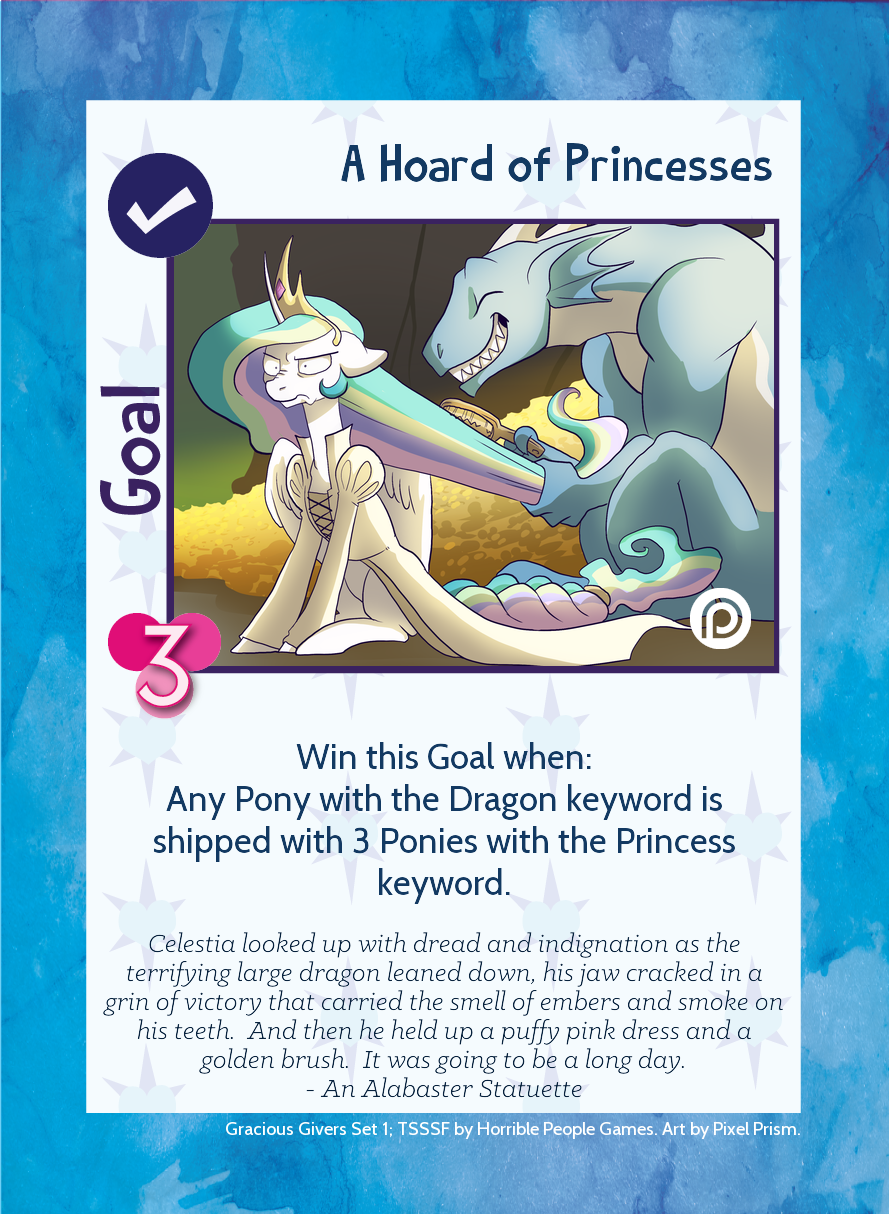 A Hoard of Princesses
Goal
3
Win this Goal when:
Any Pony with the Dragon keyword is
shipped with 3 Ponies with the Princess
keyword.
Celestia looked up with dread and indignation as the
terrifying large dragon leaned down, his jaw cracked in a
grin of victory that carried the smell of embers and smoke on
his teeth.  And then he held up a puffy pink dress and a
golden brush.  It was going to be a long day.
- An Alabaster Statuette
Gracious Givers Set 1; TSSSF by Horrible People Games. Art by Pixel Prism.